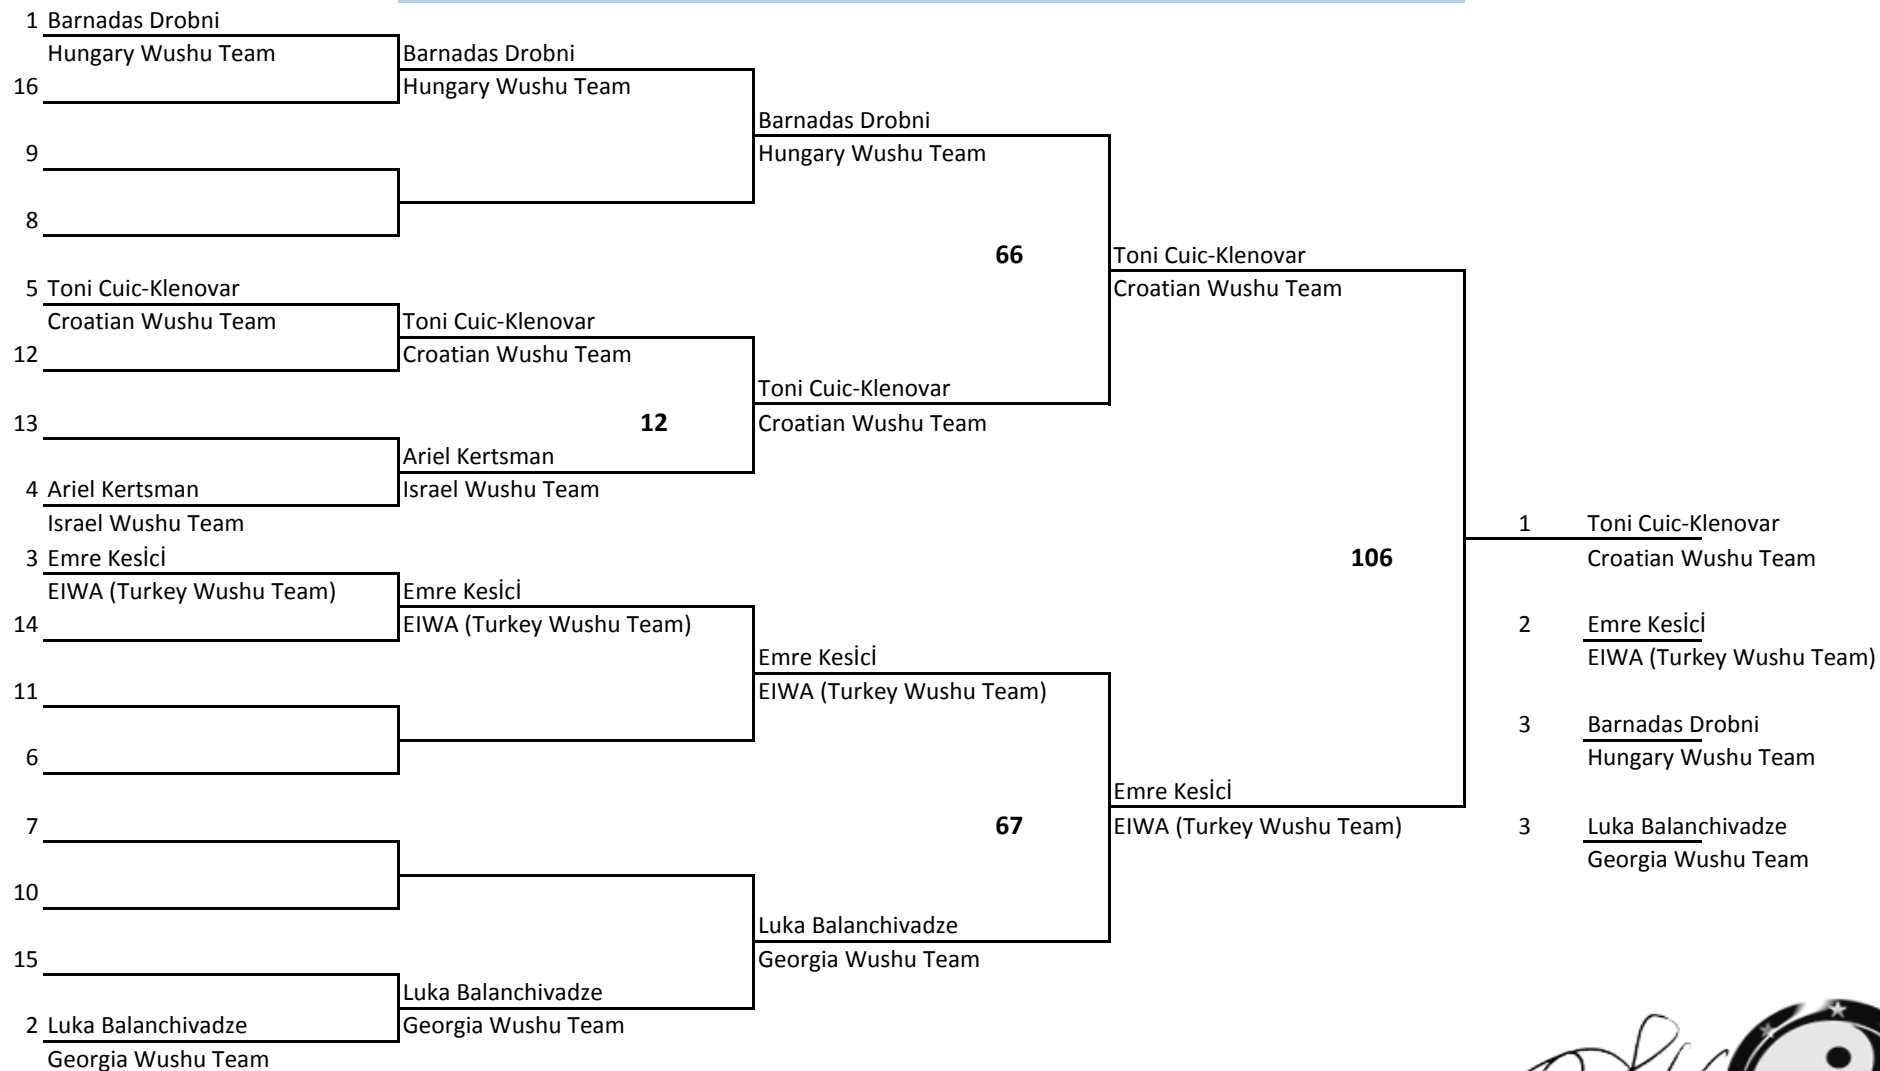 1 Barnadas Drobni
Hungary Wushu Team
Barnadas Drobni
16
Hungary Wushu Team
Barnadas Drobni
9
Hungary Wushu Team
8
66
Toni Cuic-Klenovar
5 Toni Cuic-Klenovar
Croatian Wushu Team
Croatian Wushu Team
Toni Cuic-Klenovar
12
Croatian Wushu Team
Toni Cuic-Klenovar
13
12
Croatian Wushu Team
Ariel Kertsman
4 Ariel Kertsman
Israel Wushu Team
Israel Wushu Team
1 Toni Cuic-Klenovar
3 Emre Kesİcİ
106
Croatian Wushu Team
EIWA (Turkey Wushu Team)
Emre Kesİcİ
14
EIWA (Turkey Wushu Team)
2 Emre Kesİcİ
Emre Kesİcİ
EIWA (Turkey Wushu Team)
11
EIWA (Turkey Wushu Team)
3 Barnadas Drobni
6
Hungary Wushu Team
Emre Kesİcİ
7
67
EIWA (Turkey Wushu Team)
3 Luka Balanchivadze
Georgia Wushu Team
10
Luka Balanchivadze
15
Georgia Wushu Team
Luka Balanchivadze
2 Luka Balanchivadze
Georgia Wushu Team
Georgia Wushu Team